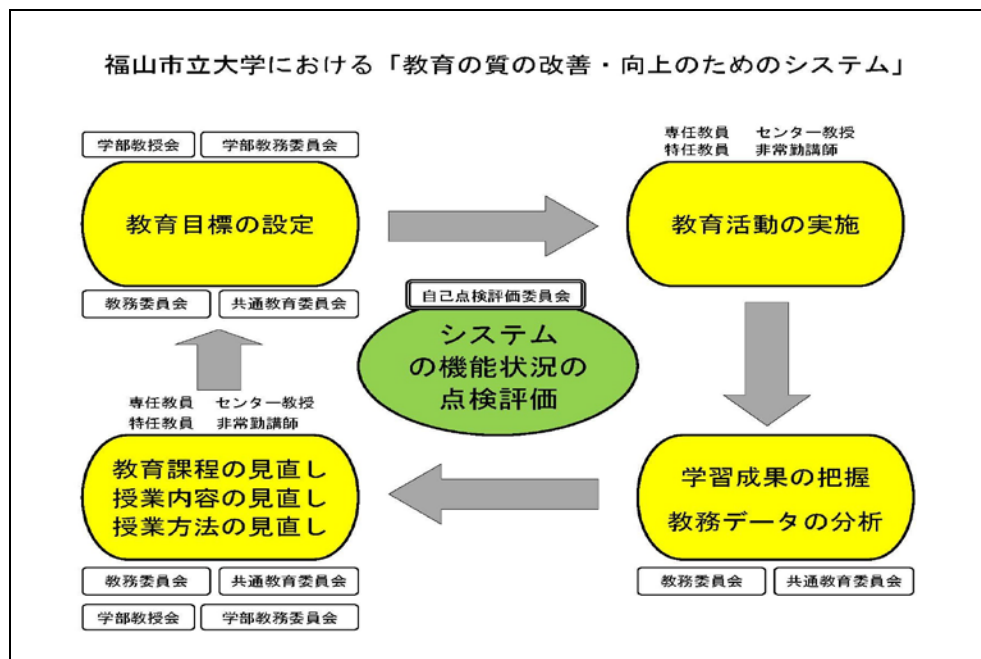 福山市立大学における「教育の質の改善・向上のためのシステム」
学部教授会 学部教務委員会
教育目標の設定
教務委員会 共通教育委員会
専任教員 センター教授
特任教員 非常勤講師
教育活動の実施
自己点検評価委員会
システム
の機能状況の
点検評価
専任教員 センター教授
特任教員 非常勤講師
教育課程の見直し
授業内容の見直し
授業方法の見直し
教務委員会 共通教育委員会
学部教授会 学部教務委員会
学習成果の把握
教務データの分析
教務委員会 共通教育委員会